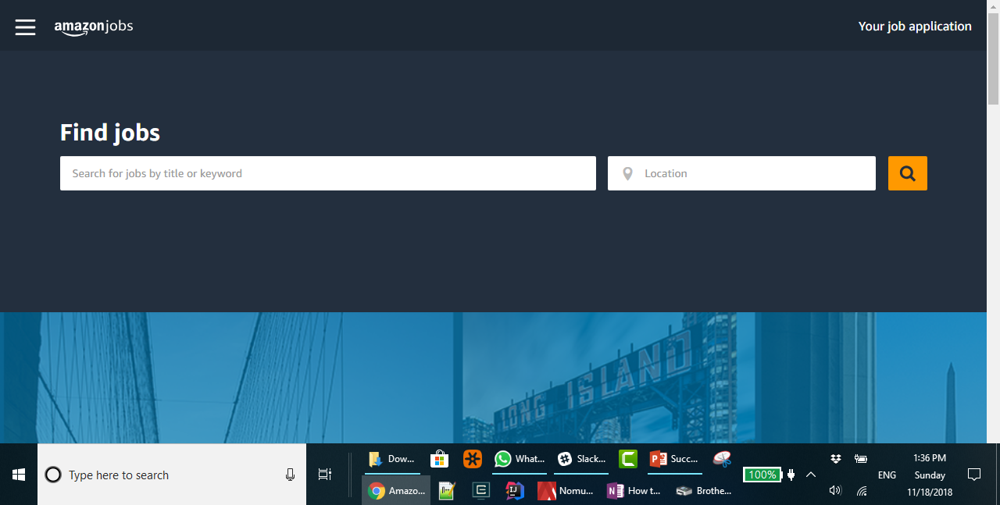 amazonjobs
Your job application
Find jobs
Search for jobs by title or keyword
Location
LONG ISLAND
Type here to search
Dow...
What...
Slack...
Succ...
Amazo...
Nomu...
How t...
Brothe...
100%
ENG
1:36 PM
Sunday
11/18/2018